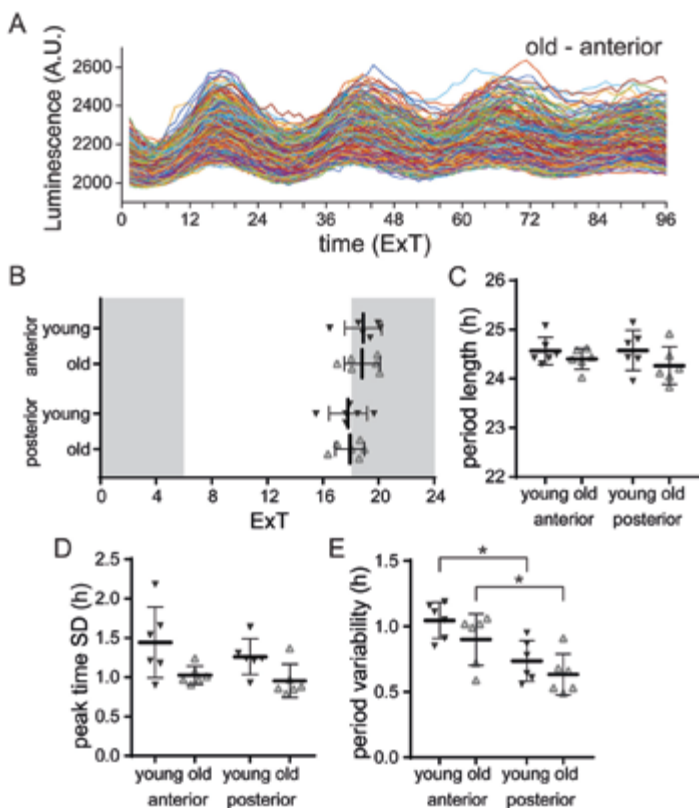 A
old - anterior
Luminescence (A.U.)
2600
2400
2200
2000
0 12 24 36 48 60 72 84 96
time (ExT)
B
anterior
young
old
posterior
young
old
0 4 8 12 16 20 24
ExT
C
period length (h)
26
25
24
23
22
young old young old
anterior posterior
D
peak time SD (h)
2.5
2.0
1.5
1.0
0.5
0.0
young old young old
anterior posterior
E
period variability (h)
1.5
1.0
0.5
0.0
* *
young old young old
anterior posterior